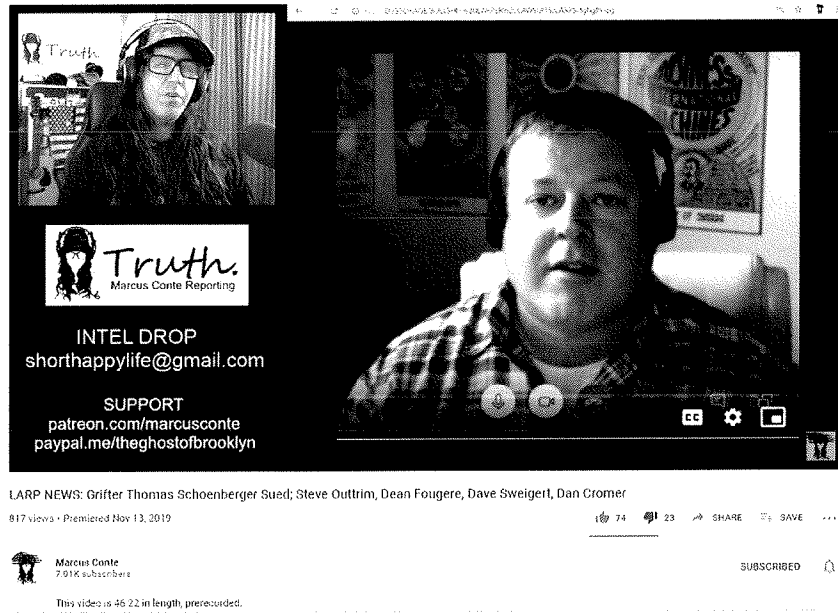 Truth.
Truth.
Marcus Conte Reporting
INTEL DROP
shorthappylife@gmail.com
SUPPORT
patreon.com/marcusconte
paypal.me/theghostofbrooklyn
CC
LARP NEWS: Grifter Thomas Schoenberger Sued; Steve Outtrim, Dean Fougere, Dave Sweigert, Dan Cromer
817 views • Premiered Nov 13, 2019
74
23
SHARE
SAVE
Marcus Conte
7.01K subscribers
SUBSCRIBED
This video is 46:22 in length, prerecorded.